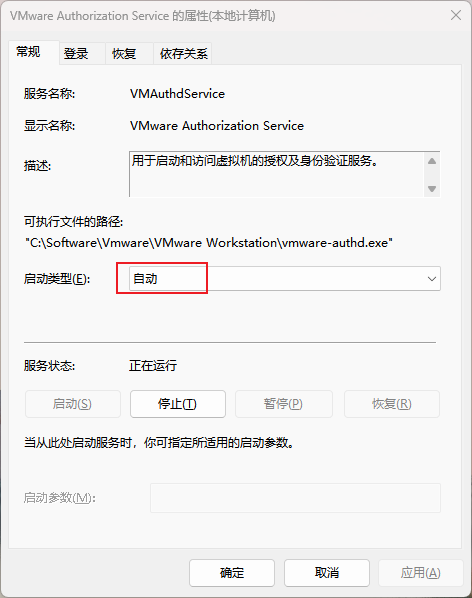 VMware Authorization Service 的属性(本地计算机)
常规 登录 恢复 依存关系
服务名称: VMAuthdService
显示名称: VMware Authorization Service
描述: 用于启动和访问虚拟机的授权及身份验证服务。
可执行文件的路径:
"C:\Software\Vmware\VMware Workstation\vmware-authd.exe"
启动类型(E): 自动
服务状态: 正在运行
启动(S) 停止(T) 暂停(P) 恢复(R)
当从此处启动服务时，你可指定所适用的启动参数。
启动参数(M):
确定 取消 应用(A)